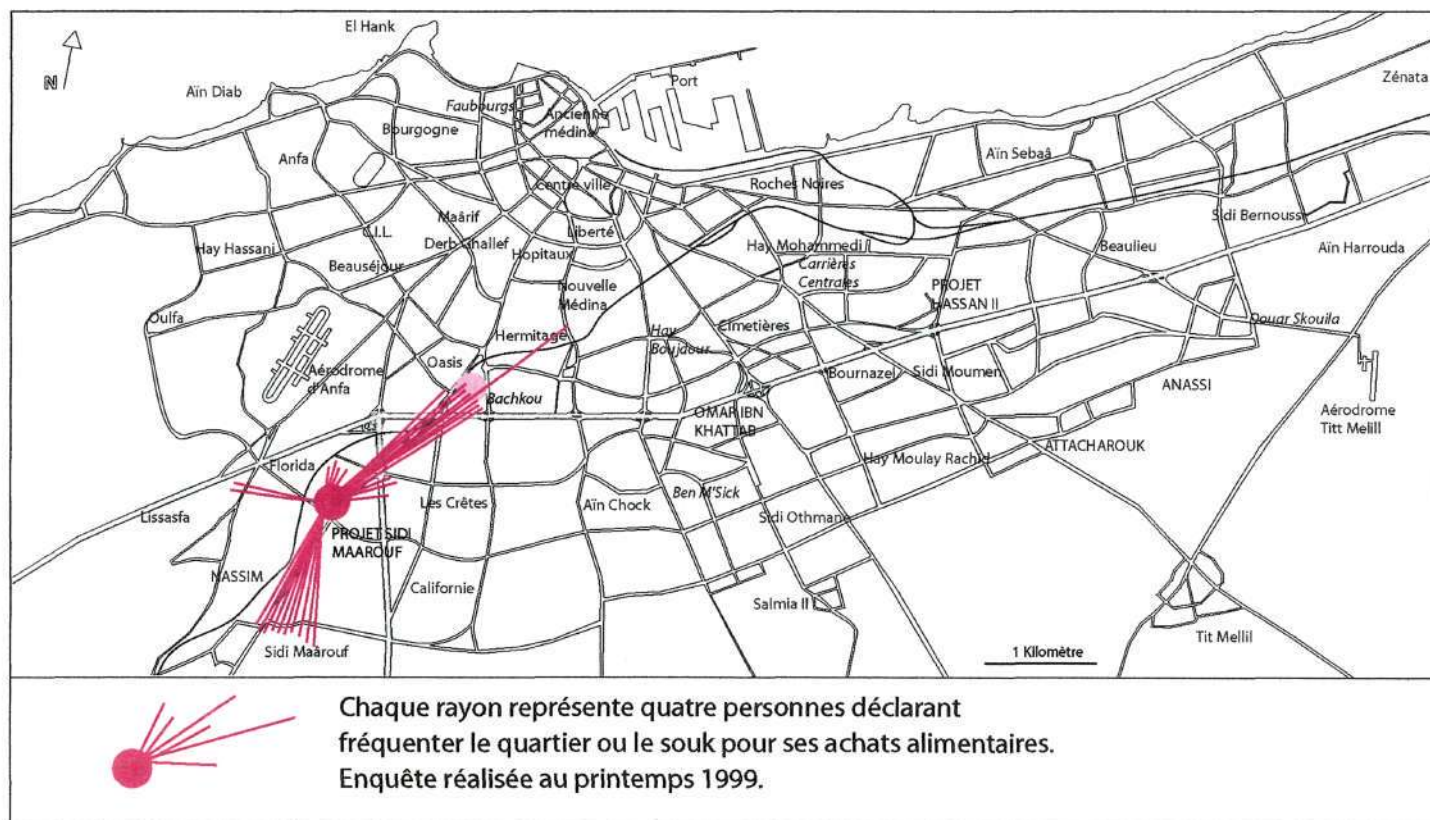 El Hank
N
Port
Zénata
Aïn Diab
Faubourgs
Ancienne
médina
Bourgogne
Anfa
Aïn Sebaâ
Centre ville
Roches Noires
Maârif
Sidi Bernoussi
C.I.L.
Liberté
Derb Ghallef
Hay Hassani
Hopitaux
Hay Mohammedi
Beaulieu
Aïn Harrouda
Beauséjour
Carrières
Centrales
Nouvelle
Médina
PROJET
HASSAN II
Oulfa
Cimetières
Douar Skouila
Hermitage
Hay
Boujdour
Oasis
Aérodrome
d'Anfa
Bournazel
Sidi Moumen
ANASSI
Bachkou
Aérodrome
Titt Melill
OMAR IBN
KHATTAB
ATTACHAROUK
Hay Moulay Rachid
Florida
Les Crêtes
Aïn Chock
Ben M'Sick
Lissasfa
Sidi Othmane
PROJET SIDI
MAAROUF
NASSIM
Californie
Salmia II
Tit Mellil
Sidi Maârouf
1 Kilomètre
Chaque rayon représente quatre personnes déclarant
fréquenter le quartier ou le souk pour ses achats alimentaires.
Enquête réalisée au printemps 1999.